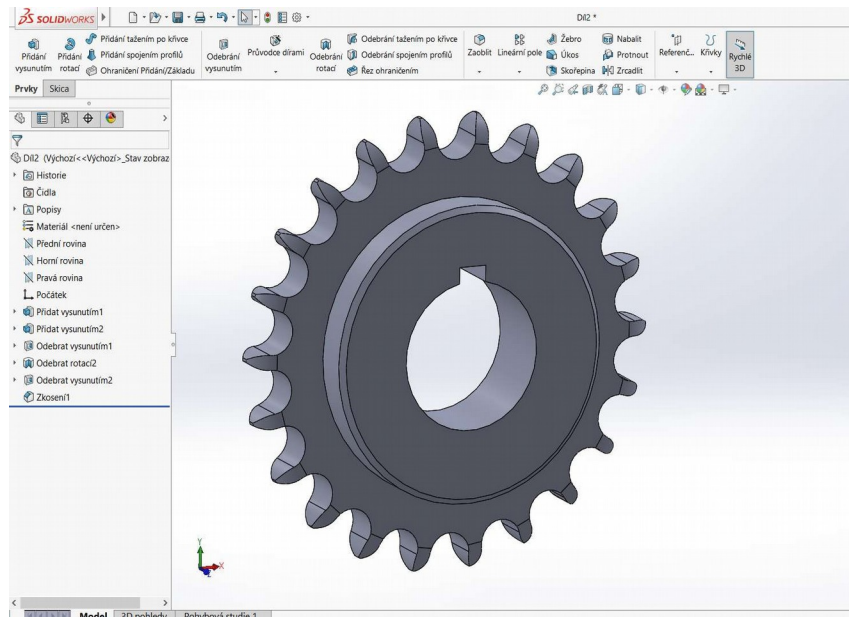 SOLIDWORKS
Díl2 *
Přidání vysunutím
Přidání rotací
Přidání tažením po křivce
Přidání spojením profilů
Ohraničení Přidání/Základu
Odebrání vysunutím
Průvodce dírami
Odebrání rotací
Odebrání tažením po křivce
Odebrání spojením profilů
Řez ohraničením
Zaoblit
Lineární pole
Žebro
Úkos
Skořepina
Nabalit
Protnout
Zrcadlit
Referenč...
Křivky
Rychlé 3D
Prvky Skica
Díl2 (Výchozí<<Výchozí>_Stav zobraz
Historie
Čidla
Popisy
Materiál <není určen>
Přední rovina
Horní rovina
Pravá rovina
Počátek
Přidat vysunutím1
Přidat vysunutím2
Odebrat vysunutím1
Odebrat rotací2
Odebrat vysunutím2
Zkosení1
Y
X
Model 3D pohledy Pohybová studie 1